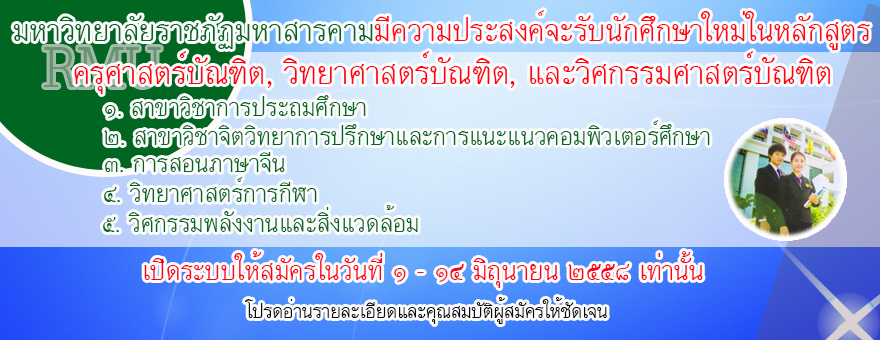 มหาวิทยาลัยราชภัฏมหาสารคามมีความประสงค์จะรับนักศึกษาใหม่ในหลักสูตร
RMU
ครุศาสตร์บัณฑิต, วิทยาศาสตร์บัณฑิต, และวิศกรรมศาสตร์บัณฑิต
๑. สาขาวิชาการประถมศึกษา
๒. สาขาวิชาจิตวิทยาการปรึกษาและการแนะแนวคอมพิวเตอร์ศึกษา
๓. การสอนภาษาจีน
๔. วิทยาศาสตร์การกีฬา
๕. วิศกรรมพลังงานและสิ่งแวดล้อม
เปิดระบบให้สมัครในวันที่ ๑ - ๑๔ มิถุนายน ๒๕๕๘ เท่านั้น
โปรดอ่านรายละเอียดและคุณสมบัติผู้สมัครให้ชัดเจน